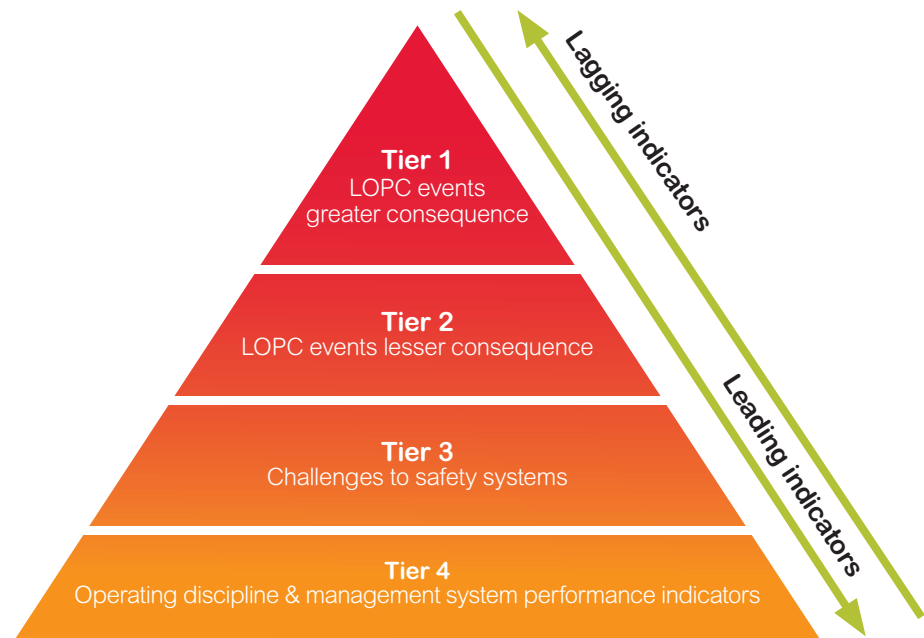 Tier 1
LOPC events
greater consequence
Tier 2
LOPC events lesser consequence
Tier 3
Challenges to safety systems
Tier 4
Operating discipline & management system performance indicators
Lagging indicators
Leading indicators